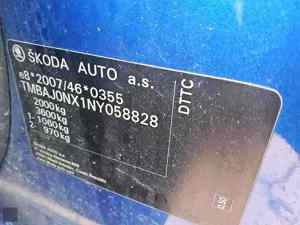 ŠKODA AUTO a.s.
e8*2007/46*0355
TMBAJ0NX1NY058828
2000kg
3600kg
1- 1060kg
2- 970kg
DTTC